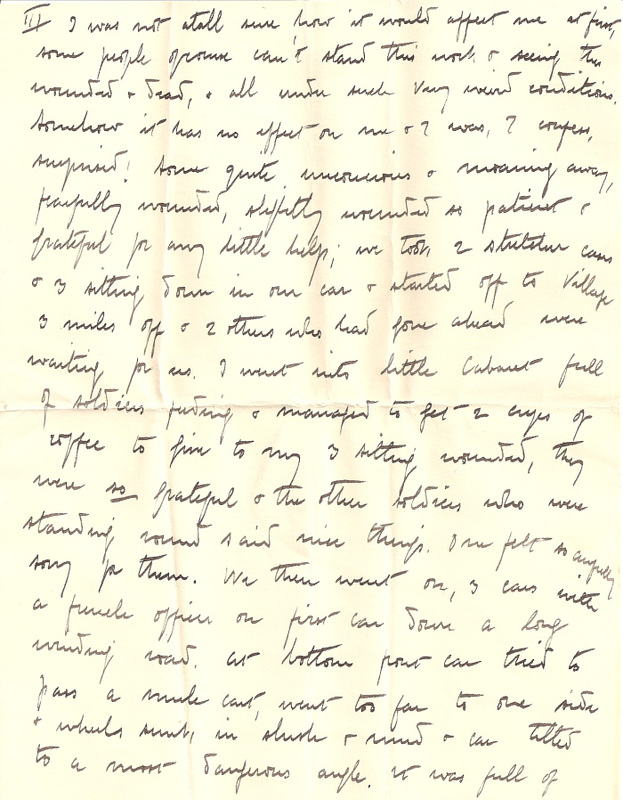 III I was not atall sure how it would affect me at first,
some people ofcourse can't stand this work & seeing the
wounded & dead, & all under such very weird conditions.
Somehow it has no effect on me & I was, I confess,
surprised! Some quite unconcious & moaning away,
fearfully wounded, slightly wounded so patient &
grateful for any little help; we took 2 stretcher cases
& 3 sitting down in our car & started off to Village
3 miles off & 2 others who had gone ahead were
waiting for us. I went into little Cabaret full
of soldiers feeding & managed to get 2 cups of
coffee to give to my 3 sitting wounded, they
were so grateful & the other soldiers who were
standing round said nice things. One felt so awfully
sorry for them. We then went on, 3 cars with
a french officer on first car down a long
winding road. At bottom front car tried to
pass a mule cart, went too far to one side
& wheels sunk in slush & mud & car tilted
to a most dangerous angle. It was full of